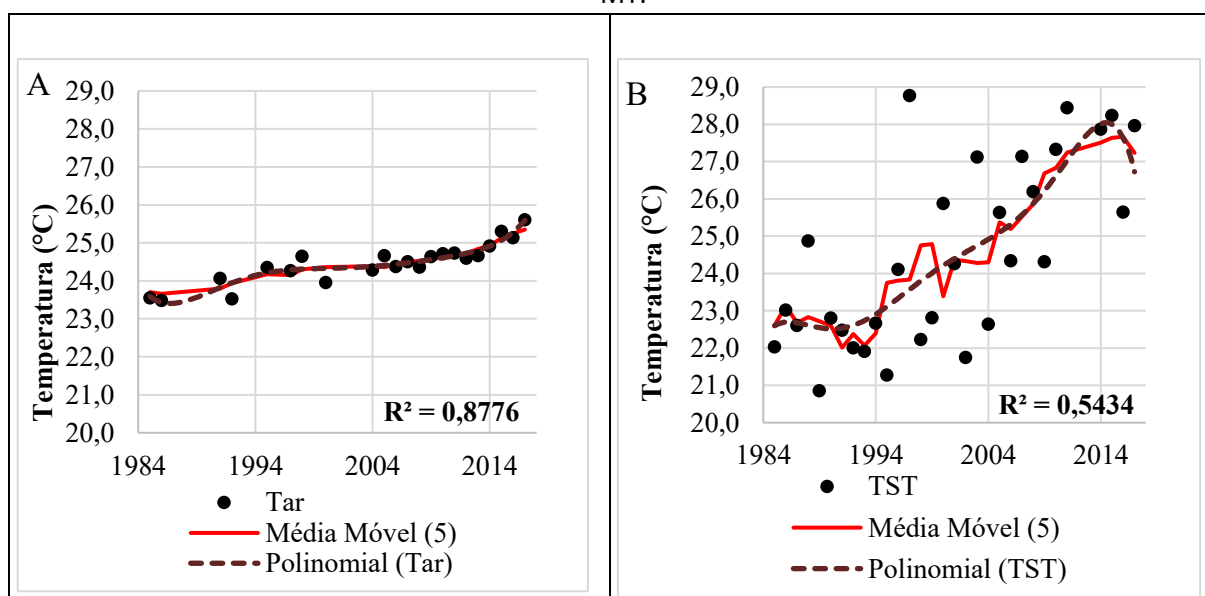 A
Temperatura (°C)
29,0
28,0
27,0
26,0
25,0
24,0
23,0
22,0
21,0
20,0
R² = 0,8776
1984 1994 2004 2014
Tar
Média Móvel (5)
Polinomial (Tar)
B
Temperatura (°C)
29,0
28,0
27,0
26,0
25,0
24,0
23,0
22,0
21,0
20,0
R² = 0,5434
1984 1994 2004 2014
TST
Média Móvel (5)
Polinomial (TST)